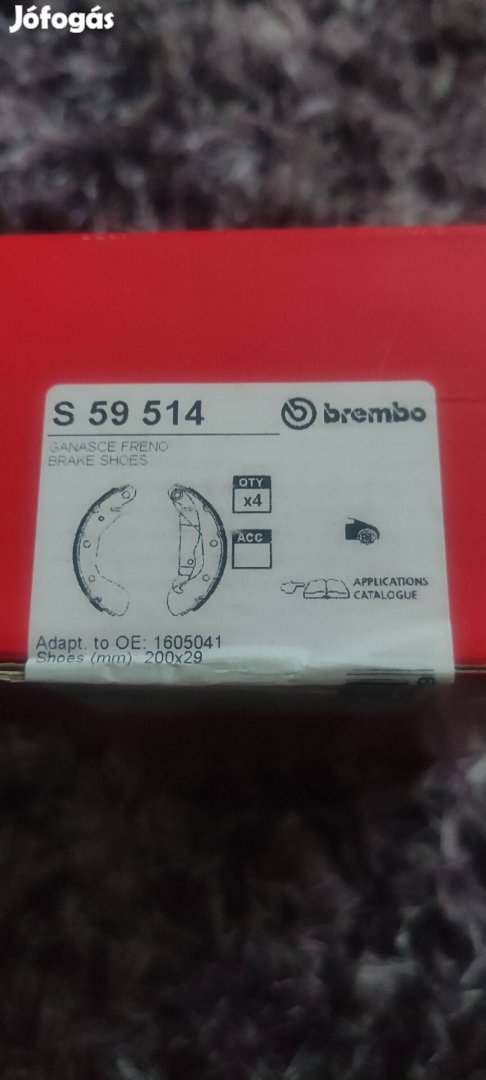 Jófogás
S 59 514
brembo
GANASCE FRENO
BRAKE SHOES
QTY
x4
ACC
APPLICATIONS
CATALOGUE
Adapt. to OE: 1605041
Shoes (mm) 200x29